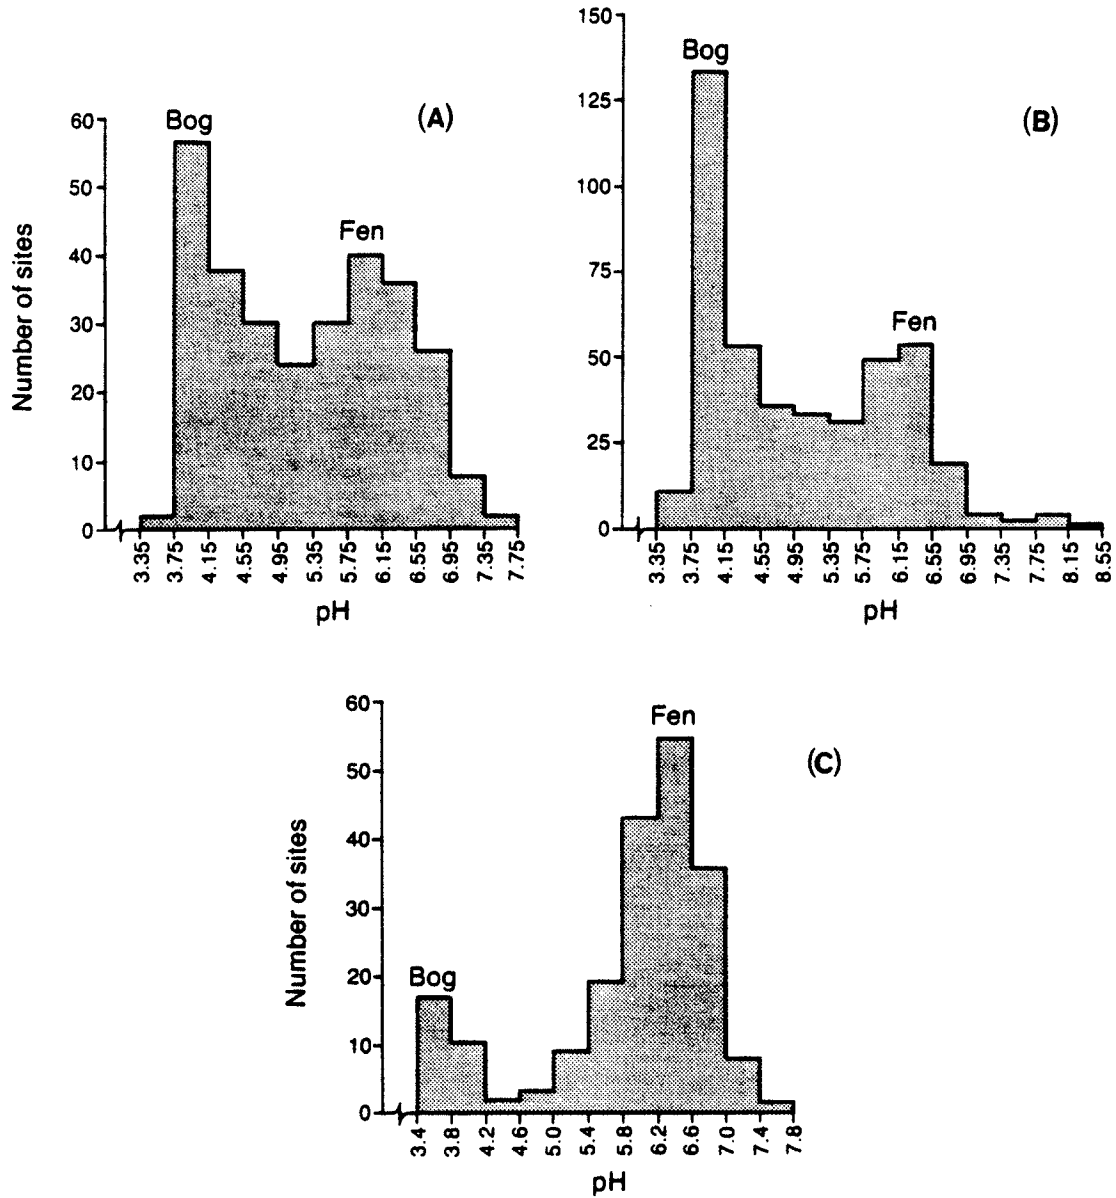 (A)
Number of sites
60
50
40
30
20
10
0
Bog
Fen
3.35 3.75 4.15 4.55 4.95 5.35 5.75 6.15 6.55 6.95 7.35 7.75
pH
(B)
150
125
100
75
50
25
0
Bog
Fen
3.35 3.75 4.15 4.55 4.95 5.35 5.75 6.15 6.55 6.95 7.35 7.75 8.15 8.55
pH
(C)
Number of sites
60
50
40
30
20
10
0
Bog
Fen
3.4 3.8 4.2 4.6 5.0 5.4 5.8 6.2 6.6 7.0 7.4 7.8
pH